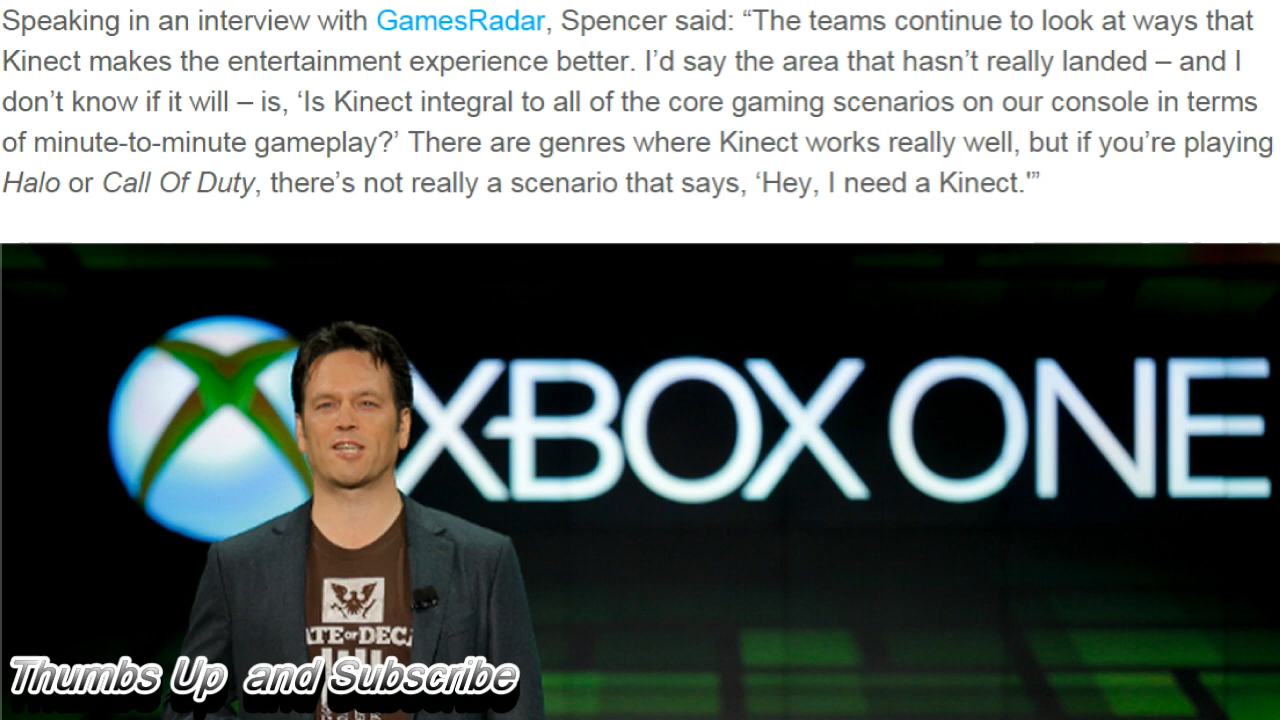 Speaking in an interview with GamesRadar, Spencer said: “The teams continue to look at ways that
Kinect makes the entertainment experience better. I’d say the area that hasn’t really landed – and I
don’t know if it will – is, ‘Is Kinect integral to all of the core gaming scenarios on our console in terms
of minute-to-minute gameplay?’ There are genres where Kinect works really well, but if you’re playing
Halo or Call Of Duty, there’s not really a scenario that says, ‘Hey, I need a Kinect.'”
XBOX ONE
ATE OF DECA
Thumbs Up and Subscribe